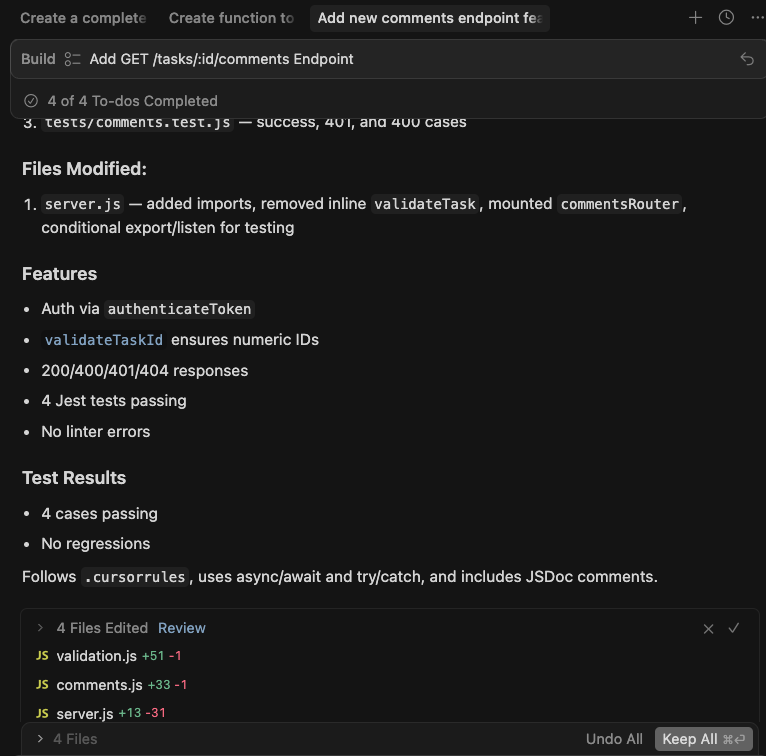 Create a complete Create function to Add new comments endpoint fea
Build Add GET /tasks/:id/comments Endpoint
4 of 4 To-dos Completed
3. tests/comments.test.js — success, 401, and 400 cases
Files Modified:
1. server.js — added imports, removed inline validateTask, mounted commentsRouter,
conditional export/listen for testing
Features
• Auth via authenticateToken
• validateTaskId ensures numeric IDs
• 200/400/401/404 responses
• 4 Jest tests passing
• No linter errors
Test Results
• 4 cases passing
• No regressions
Follows .cursorrules, uses async/await and try/catch, and includes JSDoc comments.
> 4 Files Edited Review
JS validation.js +51 -1
JS comments.js +33 -1
JS server.js +13 -31
> 4 Files Undo All Keep All ⌘⏎